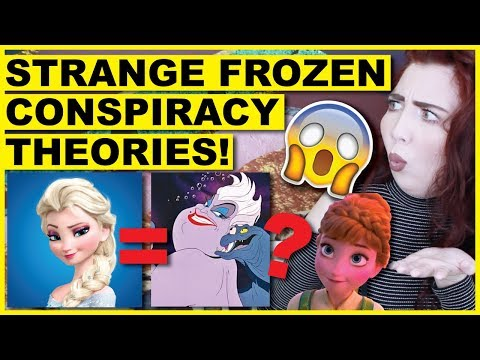 STRANGE FROZEN
CONSPIRACY
THEORIES!
= ?